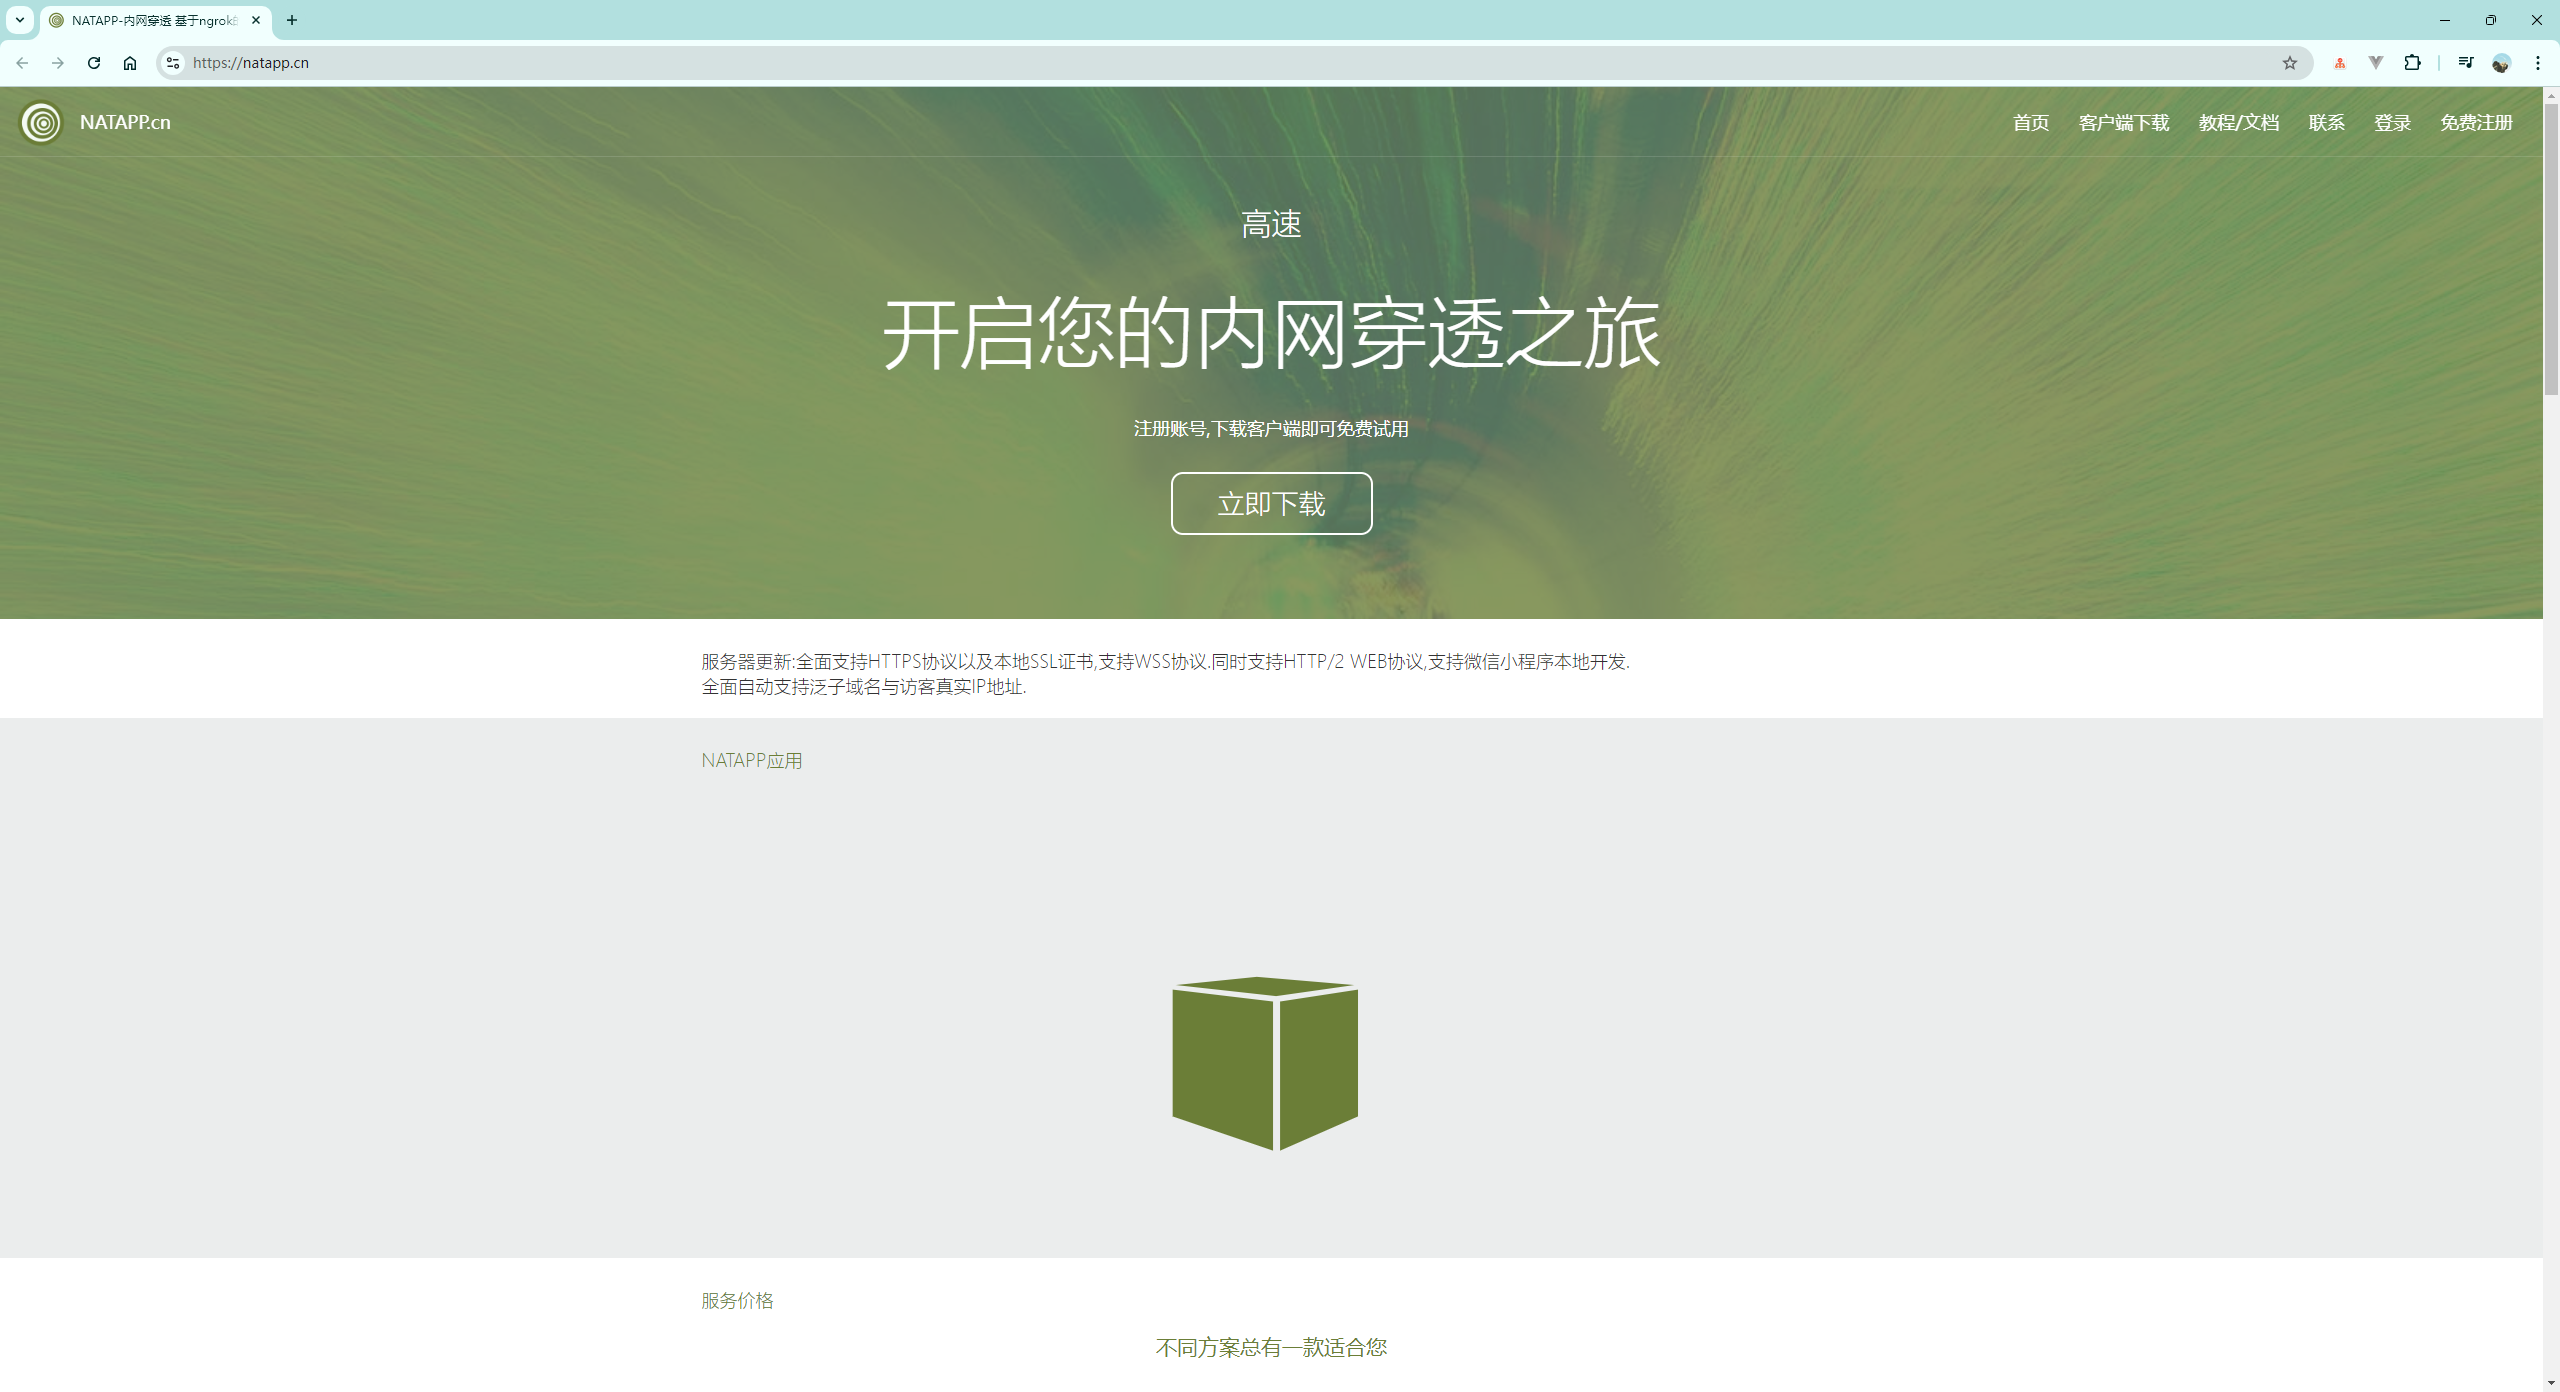 NATAPP-内网穿透 基于ngrok
https://natapp.cn
NATAPP.cn
首页 客户端下载 教程/文档 联系 登录 免费注册
高速
开启您的内网穿透之旅
注册账号,下载客户端即可免费试用
立即下载
服务器更新:全面支持HTTPS协议以及本地SSL证书,支持WSS协议.同时支持HTTP/2 WEB协议,支持微信小程序本地开发.
全面自动支持泛子域名与访客真实IP地址.
NATAPP应用
服务价格
不同方案总有一款适合您